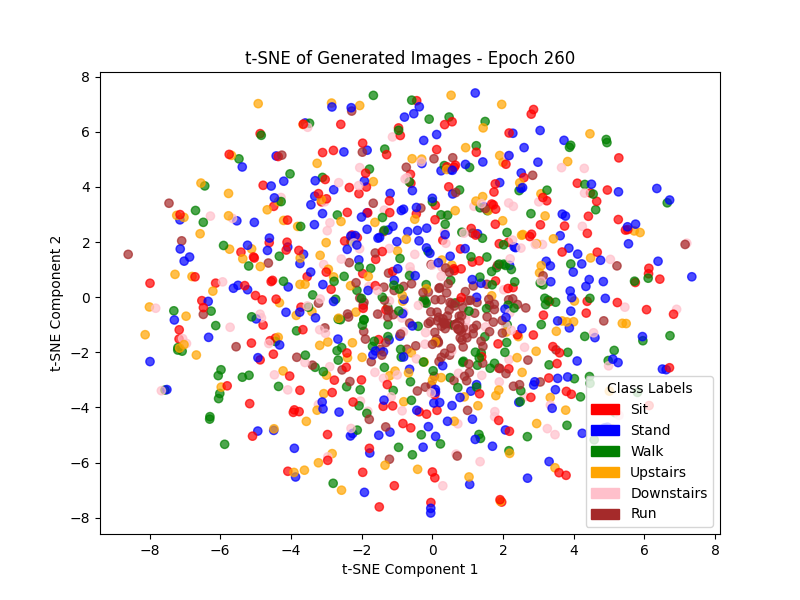 t-SNE of Generated Images - Epoch 260
8
6
4
2
0
−2
−4
−6
−8
t-SNE Component 2
Class Labels
Sit
Stand
Walk
Upstairs
Downstairs
Run
−8 −6 −4 −2 0 2 4 6 8
t-SNE Component 1